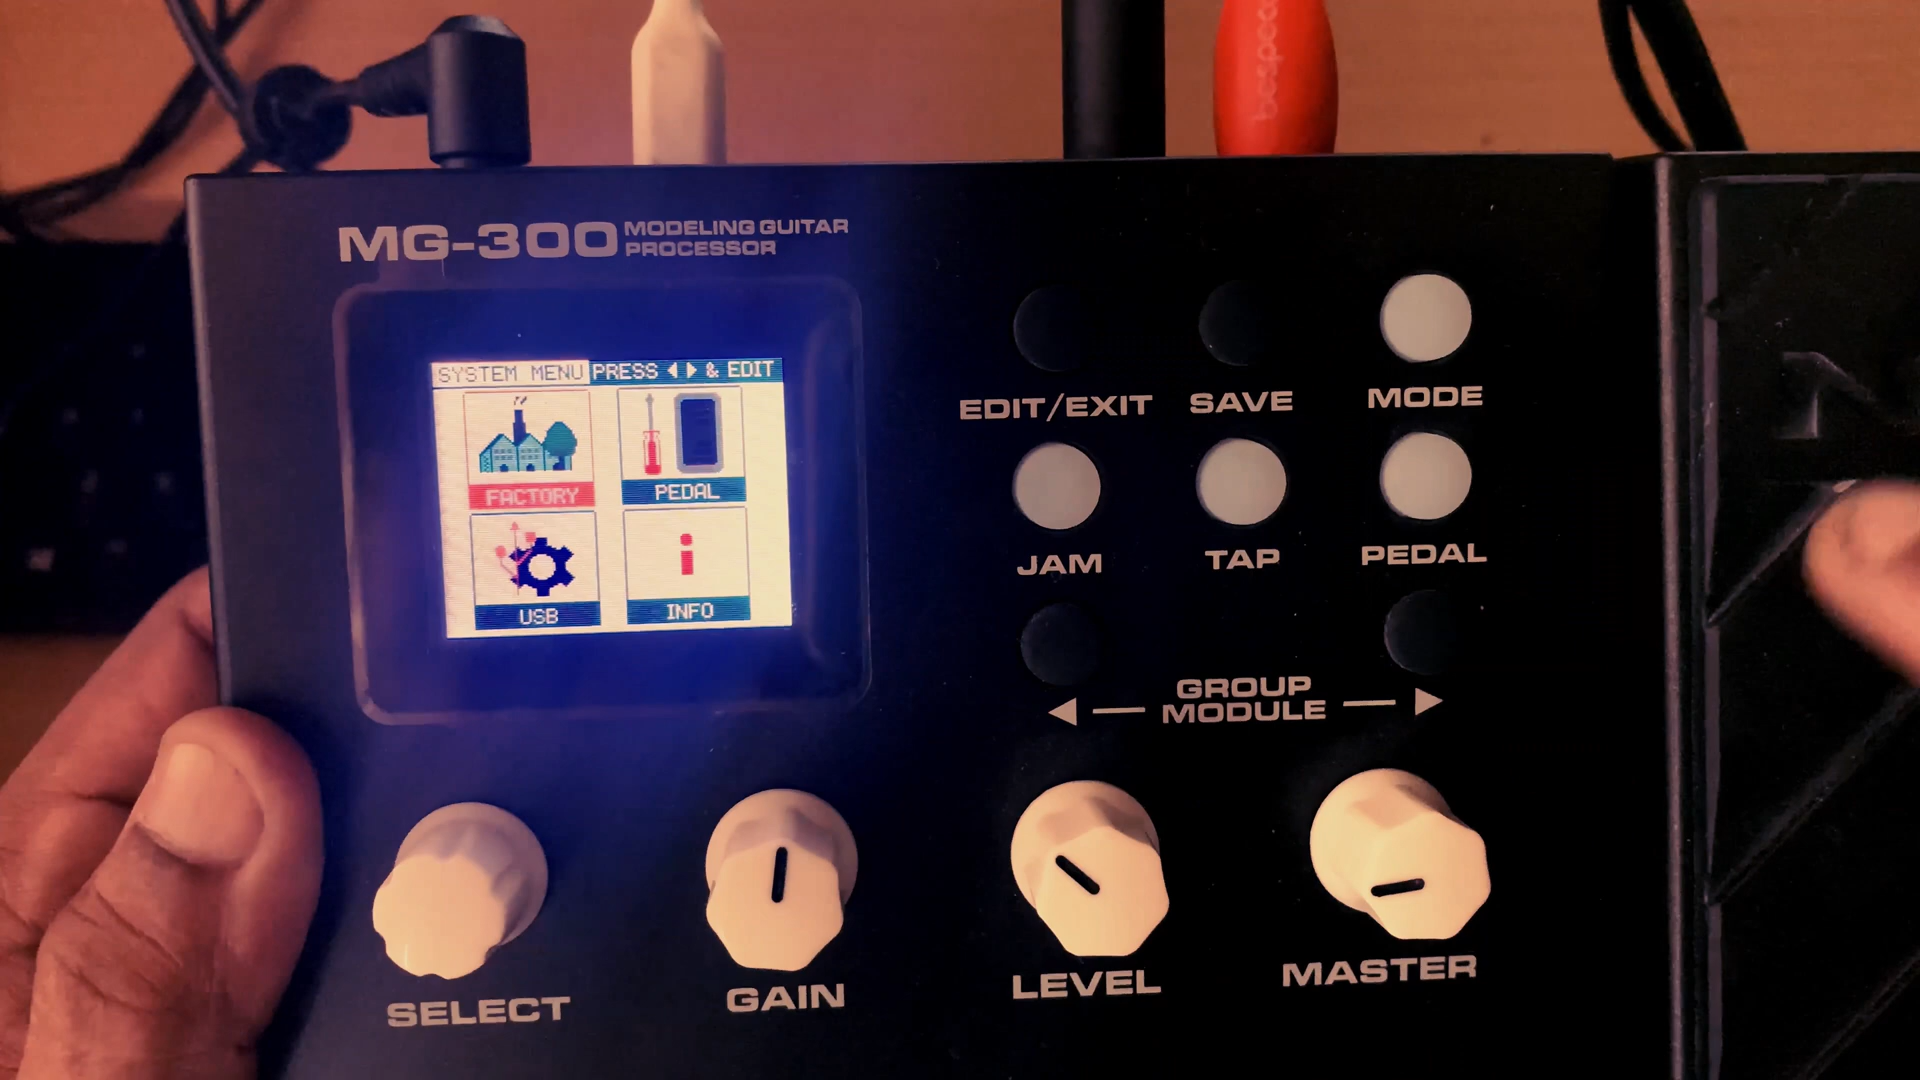 bespeco
MG-300 MODELING GUITAR
PROCESSOR
SYSTEM MENU PRESS ◀ ▶ & EDIT
FACTORY
PEDAL
USB
INFO
EDIT/EXIT SAVE MODE
JAM TAP PEDAL
GROUP
MODULE
SELECT GAIN LEVEL MASTER